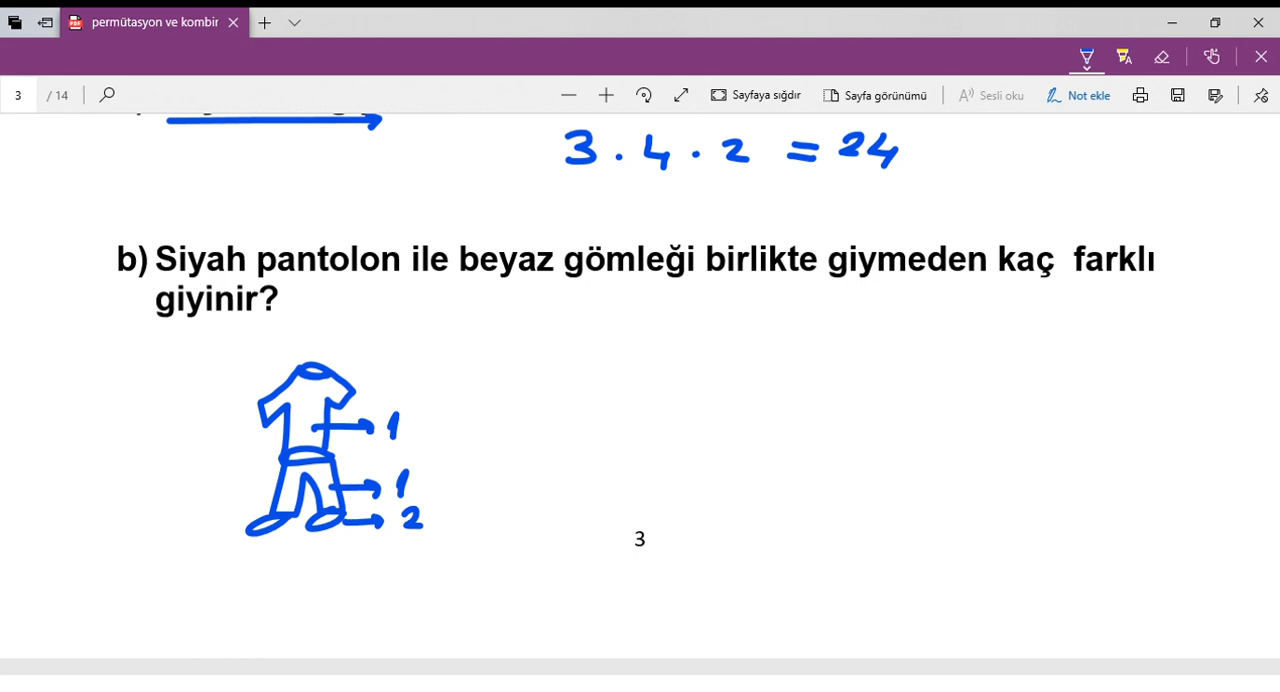 permütasyon ve kombir
3 / 14 Sayfaya sığdır Sayfa görünümü Sesli oku Not ekle
3 . 4 . 2 = 24
b) Siyah pantolon ile beyaz gömleği birlikte giymeden kaç farklı
giyinir?
1
1
2
3